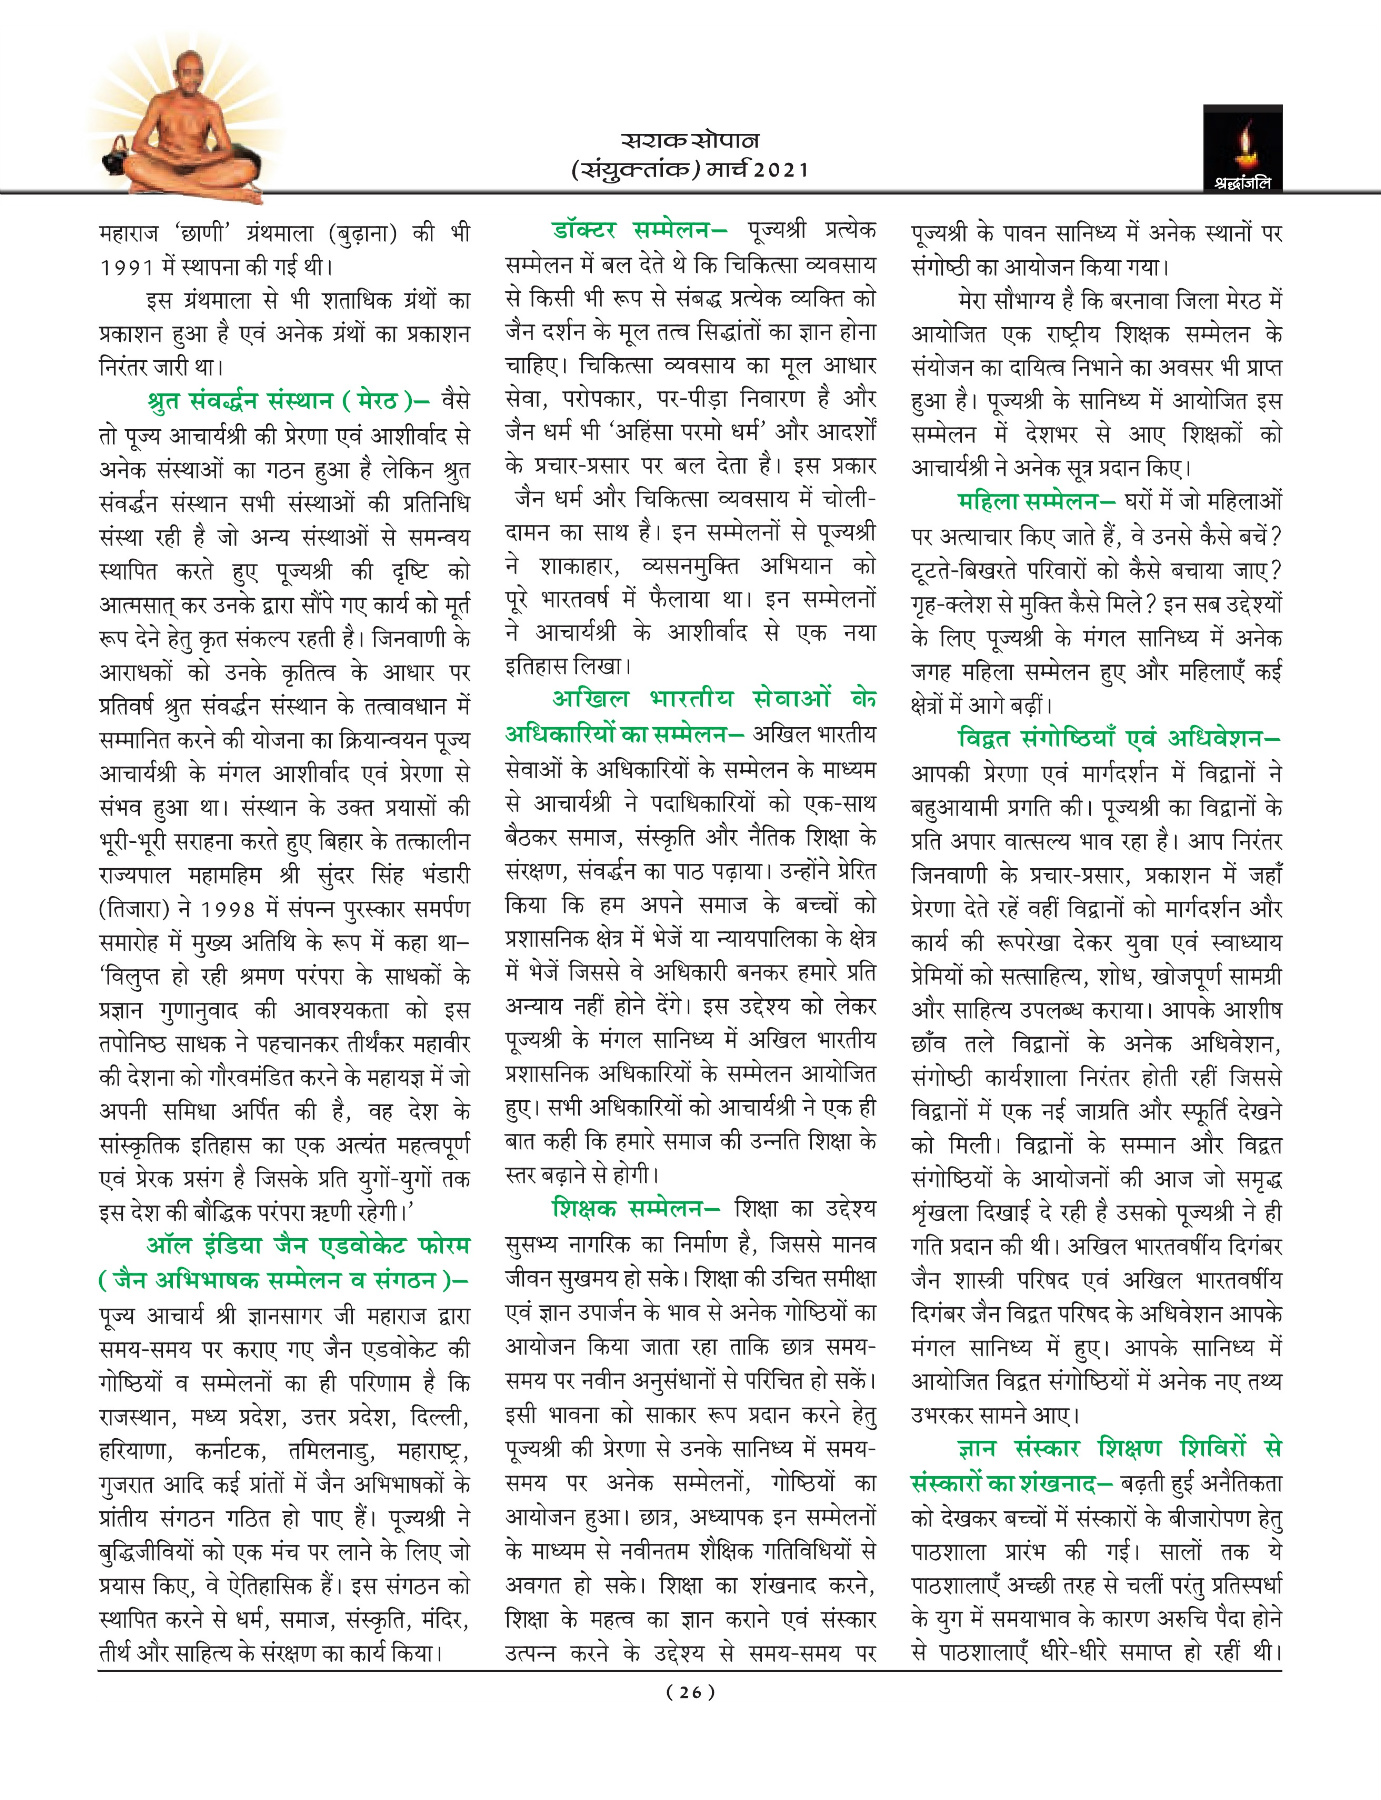 सराक सोपान
(संयुक्तांक) मार्च 2021
श्रद्धांजलि
महाराज ‘छाणी’ ग्रंथमाला (बुढ़ाना) की भी
1991 में स्थापना की गई थी।
इस ग्रंथमाला से भी शताधिक ग्रंथों का
प्रकाशन हुआ है एवं अनेक ग्रंथों का प्रकाशन
निरंतर जारी था।
श्रुत संवर्द्धन संस्थान ( मेरठ )– वैसे
तो पूज्य आचार्यश्री की प्रेरणा एवं आशीर्वाद से
अनेक संस्थाओं का गठन हुआ है लेकिन श्रुत
संवर्द्धन संस्थान सभी संस्थाओं की प्रतिनिधि
संस्था रही है जो अन्य संस्थाओं से समन्वय
स्थापित करते हुए पूज्यश्री की दृष्टि को
आत्मसात् कर उनके द्वारा सौंपे गए कार्य को मूर्त
रूप देने हेतु कृत संकल्प रहती है। जिनवाणी के
आराधकों को उनके कृतित्व के आधार पर
प्रतिवर्ष श्रुत संवर्द्धन संस्थान के तत्वावधान में
सम्मानित करने की योजना का क्रियान्वयन पूज्य
आचार्यश्री के मंगल आशीर्वाद एवं प्रेरणा से
संभव हुआ था। संस्थान के उक्त प्रयासों की
भूरी-भूरी सराहना करते हुए बिहार के तत्कालीन
राज्यपाल महामहिम श्री सुंदर सिंह भंडारी
(तिजारा) ने 1998 में संपन्न पुरस्कार समर्पण
समारोह में मुख्य अतिथि के रूप में कहा था–
‘विलुप्त हो रही श्रमण परंपरा के साधकों के
प्रज्ञान गुणानुवाद की आवश्यकता को इस
तपोनिष्ठ साधक ने पहचानकर तीर्थंकर महावीर
की देशना को गौरवमंडित करने के महायज्ञ में जो
अपनी समिधा अर्पित की है, वह देश के
सांस्कृतिक इतिहास का एक अत्यंत महत्वपूर्ण
एवं प्रेरक प्रसंग है जिसके प्रति युगों-युगों तक
इस देश की बौद्धिक परंपरा ऋणी रहेगी।’
ऑल इंडिया जैन एडवोकेट फोरम
( जैन अभिभाषक सम्मेलन व संगठन )–
पूज्य आचार्य श्री ज्ञानसागर जी महाराज द्वारा
समय-समय पर कराए गए जैन एडवोकेट की
गोष्ठियों व सम्मेलनों का ही परिणाम है कि
राजस्थान, मध्य प्रदेश, उत्तर प्रदेश, दिल्ली,
हरियाणा, कर्नाटक, तमिलनाडु, महाराष्ट्र,
गुजरात आदि कई प्रांतों में जैन अभिभाषकों के
प्रांतीय संगठन गठित हो पाए हैं। पूज्यश्री ने
बुद्धिजीवियों को एक मंच पर लाने के लिए जो
प्रयास किए, वे ऐतिहासिक हैं। इस संगठन को
स्थापित करने से धर्म, समाज, संस्कृति, मंदिर,
तीर्थ और साहित्य के संरक्षण का कार्य किया।
डॉक्टर सम्मेलन– पूज्यश्री प्रत्येक
सम्मेलन में बल देते थे कि चिकित्सा व्यवसाय
से किसी भी रूप से संबद्ध प्रत्येक व्यक्ति को
जैन दर्शन के मूल तत्व सिद्धांतों का ज्ञान होना
चाहिए। चिकित्सा व्यवसाय का मूल आधार
सेवा, परोपकार, पर-पीड़ा निवारण है और
जैन धर्म भी ‘अहिंसा परमो धर्म’ और आदर्शों
के प्रचार-प्रसार पर बल देता है। इस प्रकार
जैन धर्म और चिकित्सा व्यवसाय में चोली-
दामन का साथ है। इन सम्मेलनों से पूज्यश्री
ने शाकाहार, व्यसनमुक्ति अभियान को
पूरे भारतवर्ष में फैलाया था। इन सम्मेलनों
ने आचार्यश्री के आशीर्वाद से एक नया
इतिहास लिखा।
अखिल भारतीय सेवाओं के
अधिकारियों का सम्मेलन– अखिल भारतीय
सेवाओं के अधिकारियों के सम्मेलन के माध्यम
से आचार्यश्री ने पदाधिकारियों को एक-साथ
बैठकर समाज, संस्कृति और नैतिक शिक्षा के
संरक्षण, संवर्द्धन का पाठ पढ़ाया। उन्होंने प्रेरित
किया कि हम अपने समाज के बच्चों को
प्रशासनिक क्षेत्र में भेजें या न्यायपालिका के क्षेत्र
में भेजें जिससे वे अधिकारी बनकर हमारे प्रति
अन्याय नहीं होने देंगे। इस उद्देश्य को लेकर
पूज्यश्री के मंगल सानिध्य में अखिल भारतीय
प्रशासनिक अधिकारियों के सम्मेलन आयोजित
हुए। सभी अधिकारियों को आचार्यश्री ने एक ही
बात कही कि हमारे समाज की उन्नति शिक्षा के
स्तर बढ़ाने से होगी।
शिक्षक सम्मेलन– शिक्षा का उद्देश्य
सुसभ्य नागरिक का निर्माण है, जिससे मानव
जीवन सुखमय हो सके। शिक्षा की उचित समीक्षा
एवं ज्ञान उपार्जन के भाव से अनेक गोष्ठियों का
आयोजन किया जाता रहा ताकि छात्र समय-
समय पर नवीन अनुसंधानों से परिचित हो सकें।
इसी भावना को साकार रूप प्रदान करने हेतु
पूज्यश्री की प्रेरणा से उनके सानिध्य में समय-
समय पर अनेक सम्मेलनों, गोष्ठियों का
आयोजन हुआ। छात्र, अध्यापक इन सम्मेलनों
के माध्यम से नवीनतम शैक्षिक गतिविधियों से
अवगत हो सके। शिक्षा का शंखनाद करने,
शिक्षा के महत्व का ज्ञान कराने एवं संस्कार
उत्पन्न करने के उद्देश्य से समय-समय पर
पूज्यश्री के पावन सानिध्य में अनेक स्थानों पर
संगोष्ठी का आयोजन किया गया।
मेरा सौभाग्य है कि बरनावा जिला मेरठ में
आयोजित एक राष्ट्रीय शिक्षक सम्मेलन के
संयोजन का दायित्व निभाने का अवसर भी प्राप्त
हुआ है। पूज्यश्री के सानिध्य में आयोजित इस
सम्मेलन में देशभर से आए शिक्षकों को
आचार्यश्री ने अनेक सूत्र प्रदान किए।
महिला सम्मेलन– घरों में जो महिलाओं
पर अत्याचार किए जाते हैं, वे उनसे कैसे बचें?
टूटते-बिखरते परिवारों को कैसे बचाया जाए?
गृह-क्लेश से मुक्ति कैसे मिले? इन सब उद्देश्यों
के लिए पूज्यश्री के मंगल सानिध्य में अनेक
जगह महिला सम्मेलन हुए और महिलाएँ कई
क्षेत्रों में आगे बढ़ीं।
विद्वत संगोष्ठियाँ एवं अधिवेशन–
आपकी प्रेरणा एवं मार्गदर्शन में विद्वानों ने
बहुआयामी प्रगति की। पूज्यश्री का विद्वानों के
प्रति अपार वात्सल्य भाव रहा है। आप निरंतर
जिनवाणी के प्रचार-प्रसार, प्रकाशन में जहाँ
प्रेरणा देते रहें वहीं विद्वानों को मार्गदर्शन और
कार्य की रूपरेखा देकर युवा एवं स्वाध्याय
प्रेमियों को सत्साहित्य, शोध, खोजपूर्ण सामग्री
और साहित्य उपलब्ध कराया। आपके आशीष
छाँव तले विद्वानों के अनेक अधिवेशन,
संगोष्ठी कार्यशाला निरंतर होती रहीं जिससे
विद्वानों में एक नई जाग्रति और स्फूर्ति देखने
को मिली। विद्वानों के सम्मान और विद्वत
संगोष्ठियों के आयोजनों की आज जो समृद्ध
शृंखला दिखाई दे रही है उसको पूज्यश्री ने ही
गति प्रदान की थी। अखिल भारतवर्षीय दिगंबर
जैन शास्त्री परिषद एवं अखिल भारतवर्षीय
दिगंबर जैन विद्वत परिषद के अधिवेशन आपके
मंगल सानिध्य में हुए। आपके सानिध्य में
आयोजित विद्वत संगोष्ठियों में अनेक नए तथ्य
उभरकर सामने आए।
ज्ञान संस्कार शिक्षण शिविरों से
संस्कारों का शंखनाद– बढ़ती हुई अनैतिकता
को देखकर बच्चों में संस्कारों के बीजारोपण हेतु
पाठशाला प्रारंभ की गई। सालों तक ये
पाठशालाएँ अच्छी तरह से चलीं परंतु प्रतिस्पर्धा
के युग में समयाभाव के कारण अरुचि पैदा होने
से पाठशालाएँ धीरे-धीरे समाप्त हो रहीं थी।
( 26 )